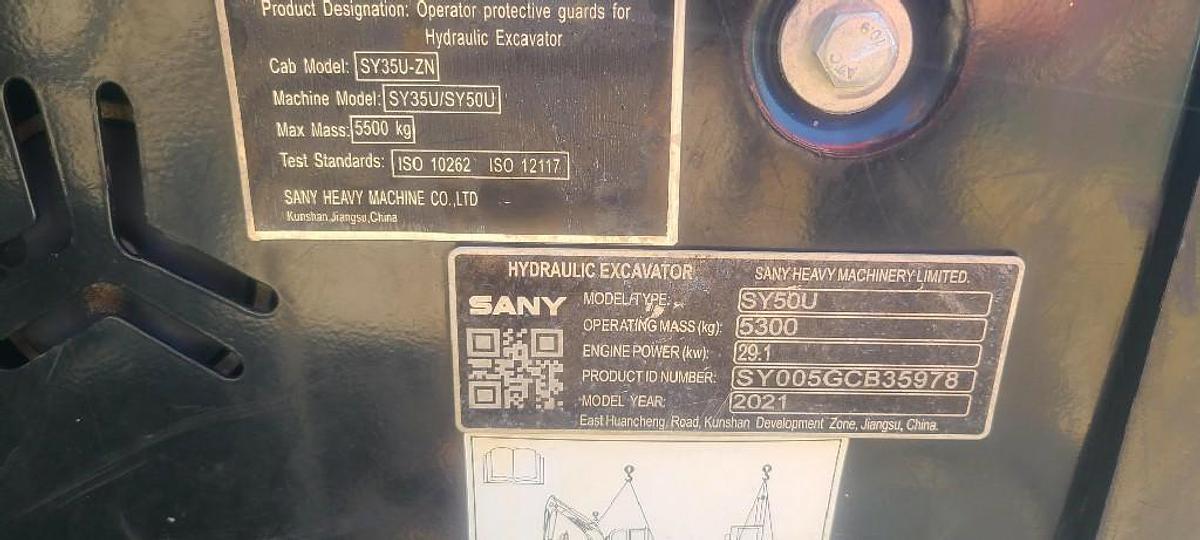 Product Designation: Operator protective guards for
Hydraulic Excavator
Cab Model: SY35U-ZN
Machine Model: SY35U/SY50U
Max Mass: 5500 kg
Test Standards: ISO 10262 ISO 12117
SANY HEAVY MACHINE CO.,LTD
Kunshan Jiangsu,China
10.9
ATC
HYDRAULIC EXCAVATOR SANY HEAVY MACHINERY LIMITED.
SANY
MODEL/TYPE: SY50U
OPERATING MASS (kg): 5300
ENGINE POWER (kw): 29.1
PRODUCT ID NUMBER: SY005GCB35978
MODEL YEAR: 2021
East Huancheng Road, Kunshan Development Zone, Jiangsu, China.